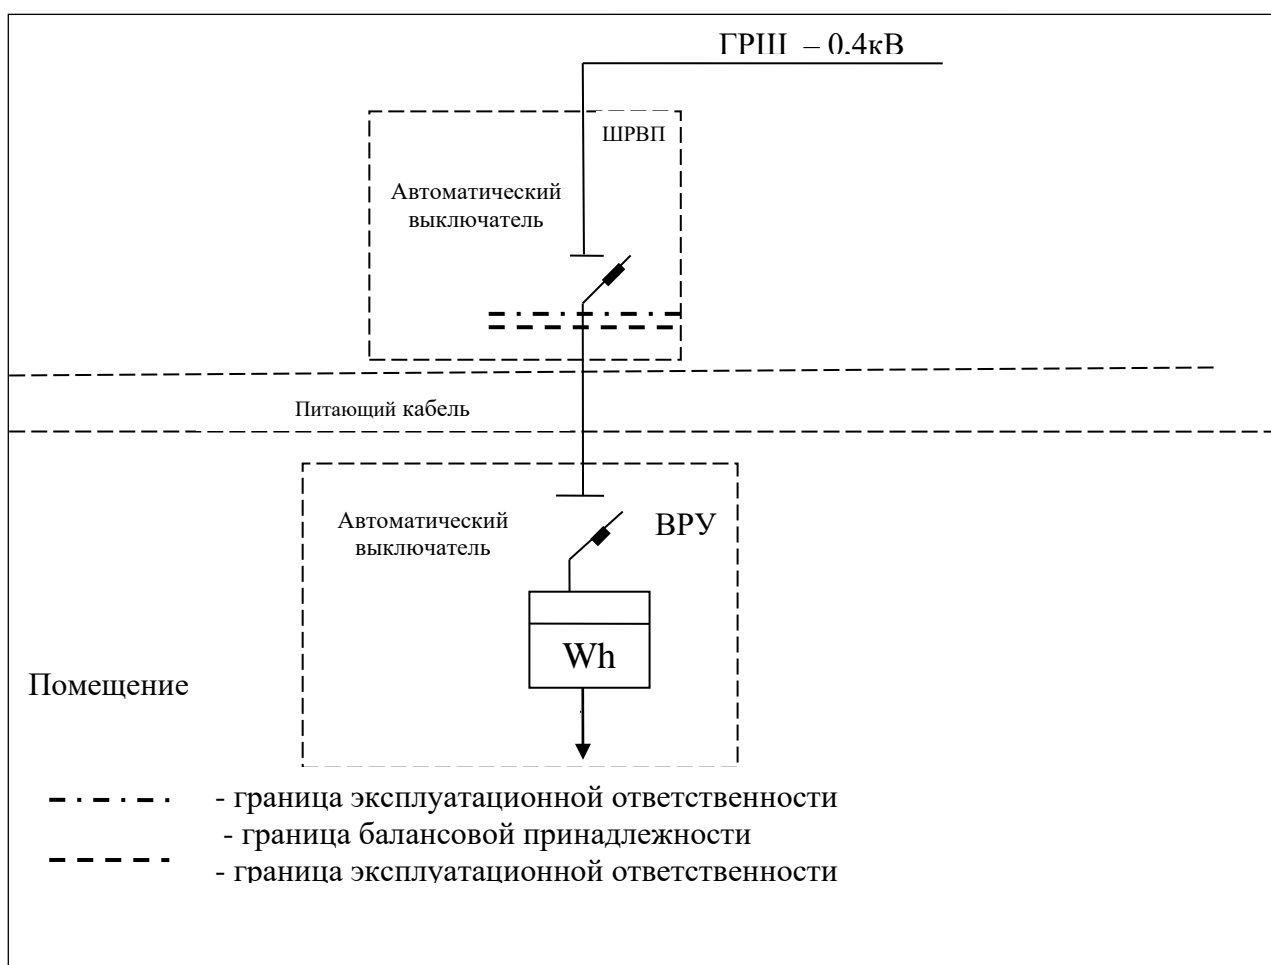 ГРЩ – 0,4кВ
ШРВП
Автоматический
выключатель
Питающий кабель
Автоматический
выключатель
ВРУ
Wh
Помещение
- граница эксплуатационной ответственности
- граница балансовой принадлежности
- граница эксплуатационной ответственности